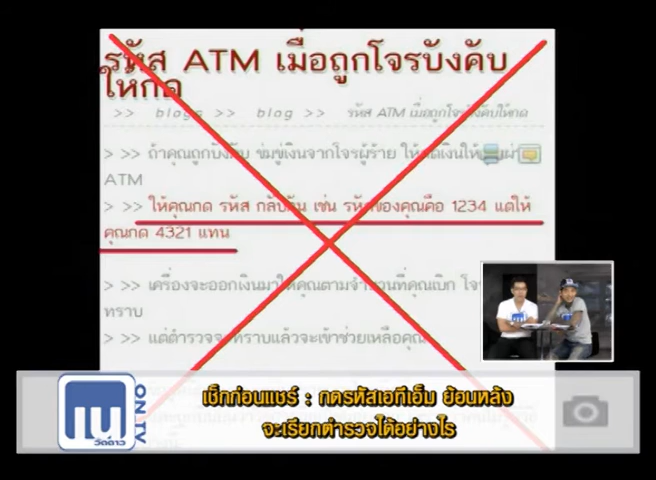 รหัส ATM เมื่อถูกโจรบังคับ
ให้กด
>> blogs >> blog >> รหัส ATM เมื่อถูกโจรบังคับให้กด
> >> ถ้าคุณถูกบังคับ ข่มขู่เงินจากโจรผู้ร้าย ให้กดเงินให้
ATM
> >> ให้คุณกด รหัส กลับกัน เช่น รหัสของคุณคือ 1234 แต่ให้
คุณกด 4321 แทน
> >> เครื่องจะออกเงินมาให้คุณตามจำนวนที่คุณเบิก
ทราบ
> >> แต่ตำรวจจะทราบแล้วจะเข้าช่วยเหลือคุณ
แบไต๋
ON TV
เช็กก่อนแชร์ : กดรหัสเอทีเอ็ม ย้อนหลัง
จะเรียกตำรวจได้อย่างไร